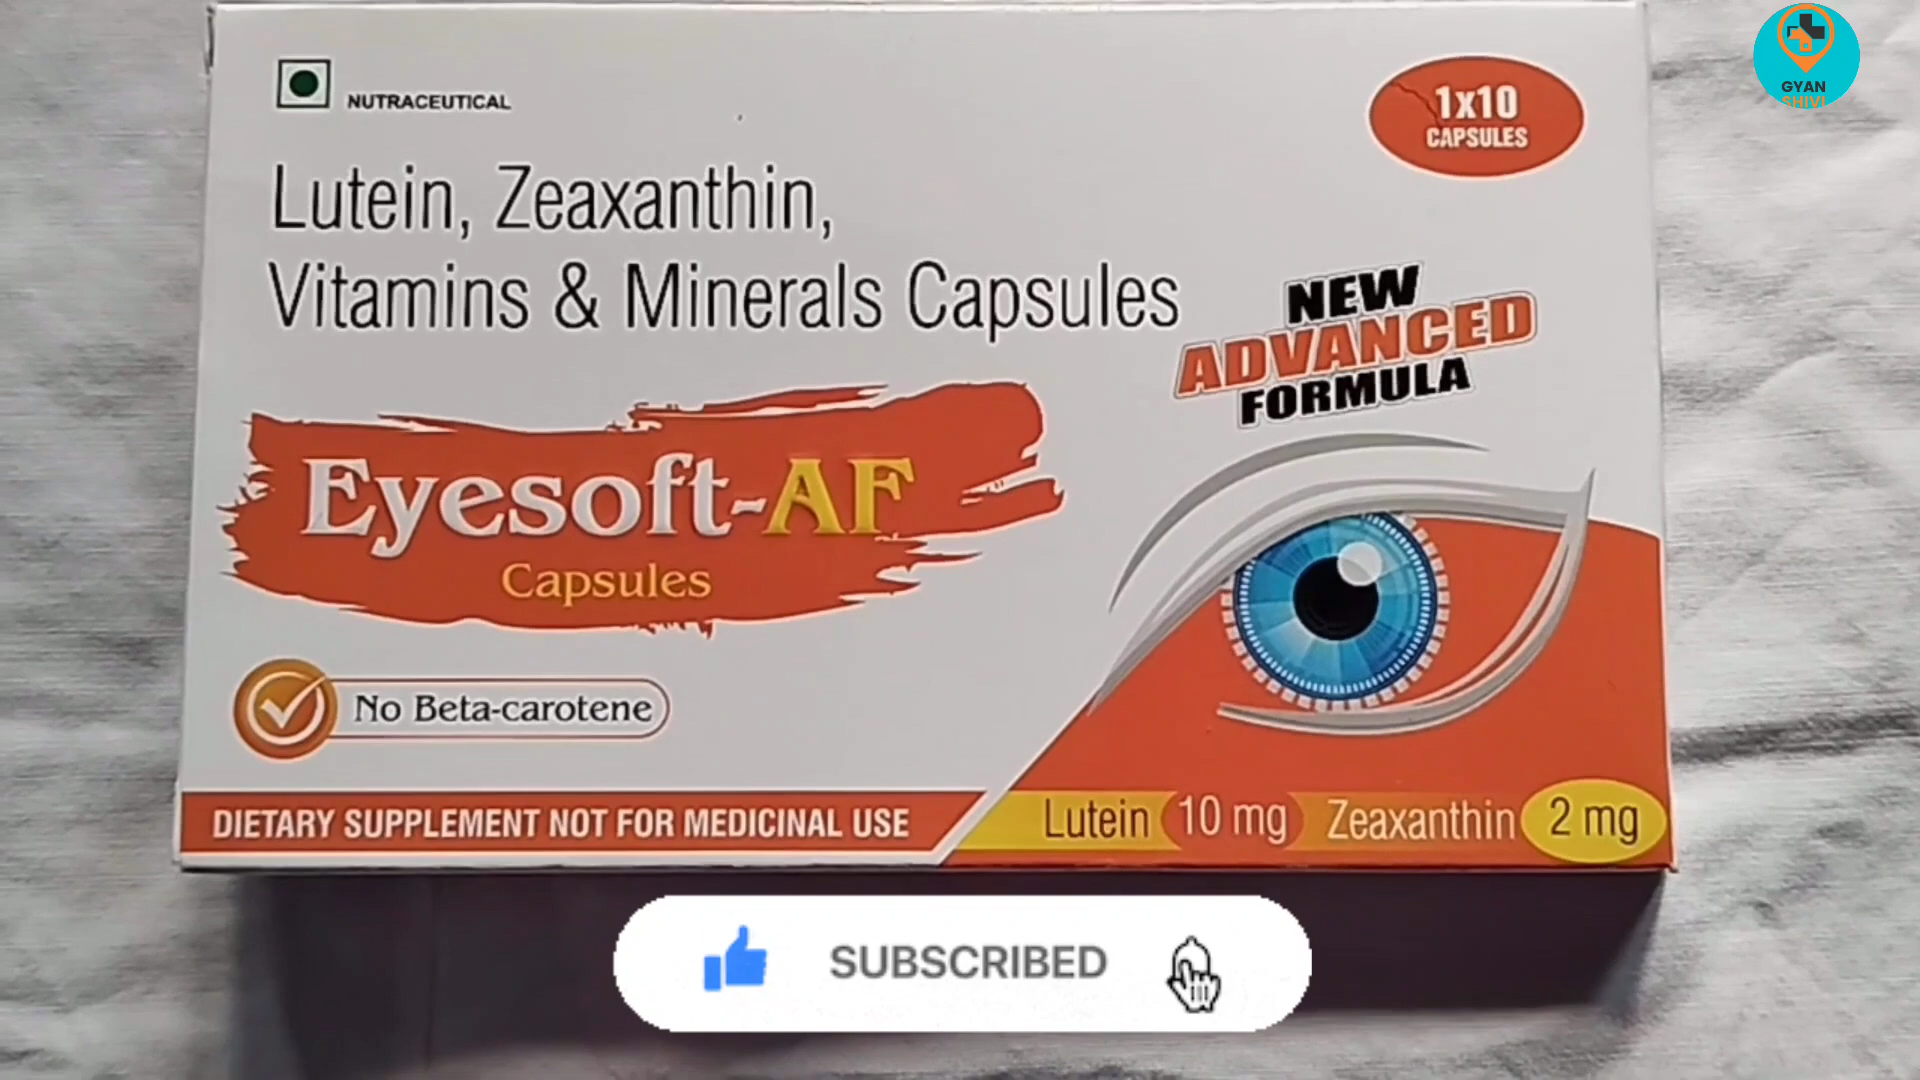 NUTRACEUTICAL
1x10
CAPSULES
Lutein, Zeaxanthin,
Vitamins & Minerals Capsules
NEW
ADVANCED
FORMULA
Eyesoft-AF
Capsules
No Beta-carotene
DIETARY SUPPLEMENT NOT FOR MEDICINAL USE
Lutein 10 mg Zeaxanthin 2 mg
GYAN
SHIVI
SUBSCRIBED